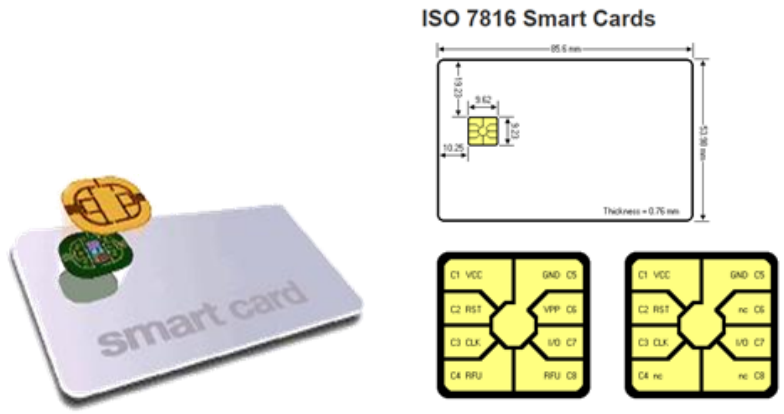 ISO 7816 Smart Cards
85.6 mm
19.23
9.62
9.23
10.25
53.98 mm
Thickness = 0.76 mm
smart card
C1 VCC GND C5
C2 RST VPP C6
C3 CLK I/O C7
C4 RFU RFU C8
C1 VCC GND C5
C2 RST nc C6
C3 CLK I/O C7
C4 nc nc C8